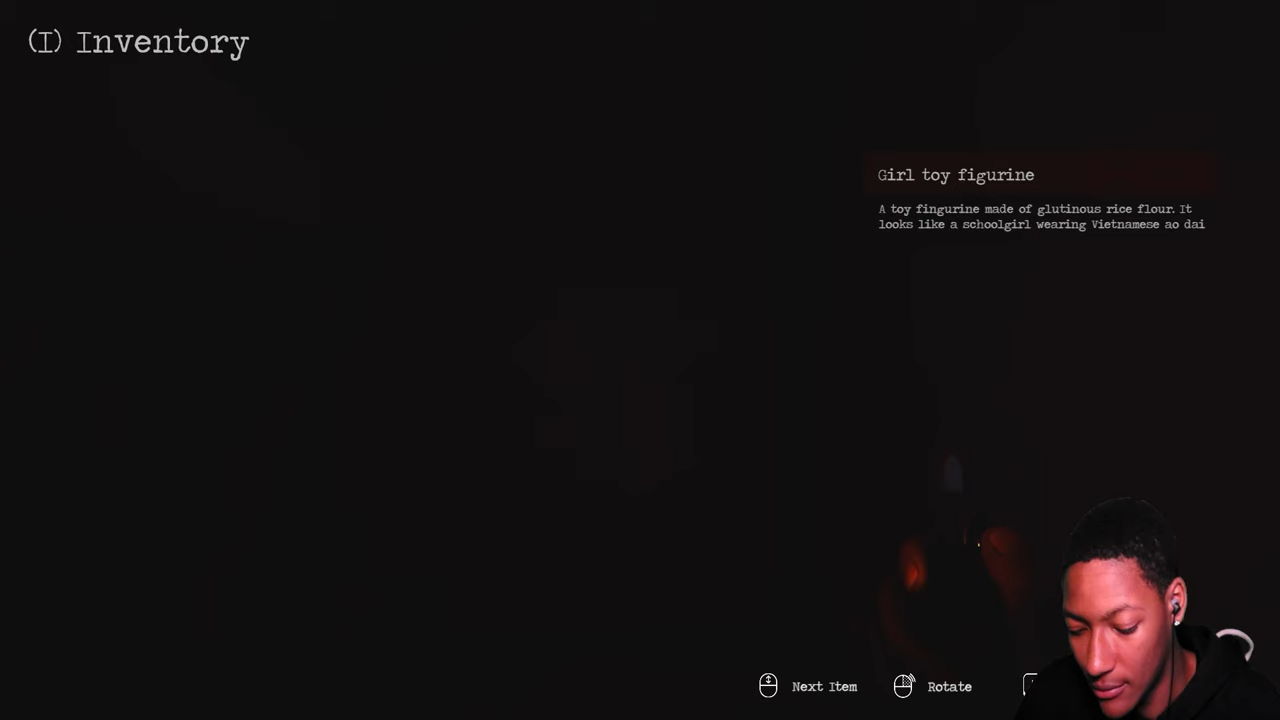 (I) Inventory
Girl toy figurine
A toy fingurine made of glutinous rice flour. It
looks like a schoolgirl wearing Vietnamese ao dai
Next Item
Rotate